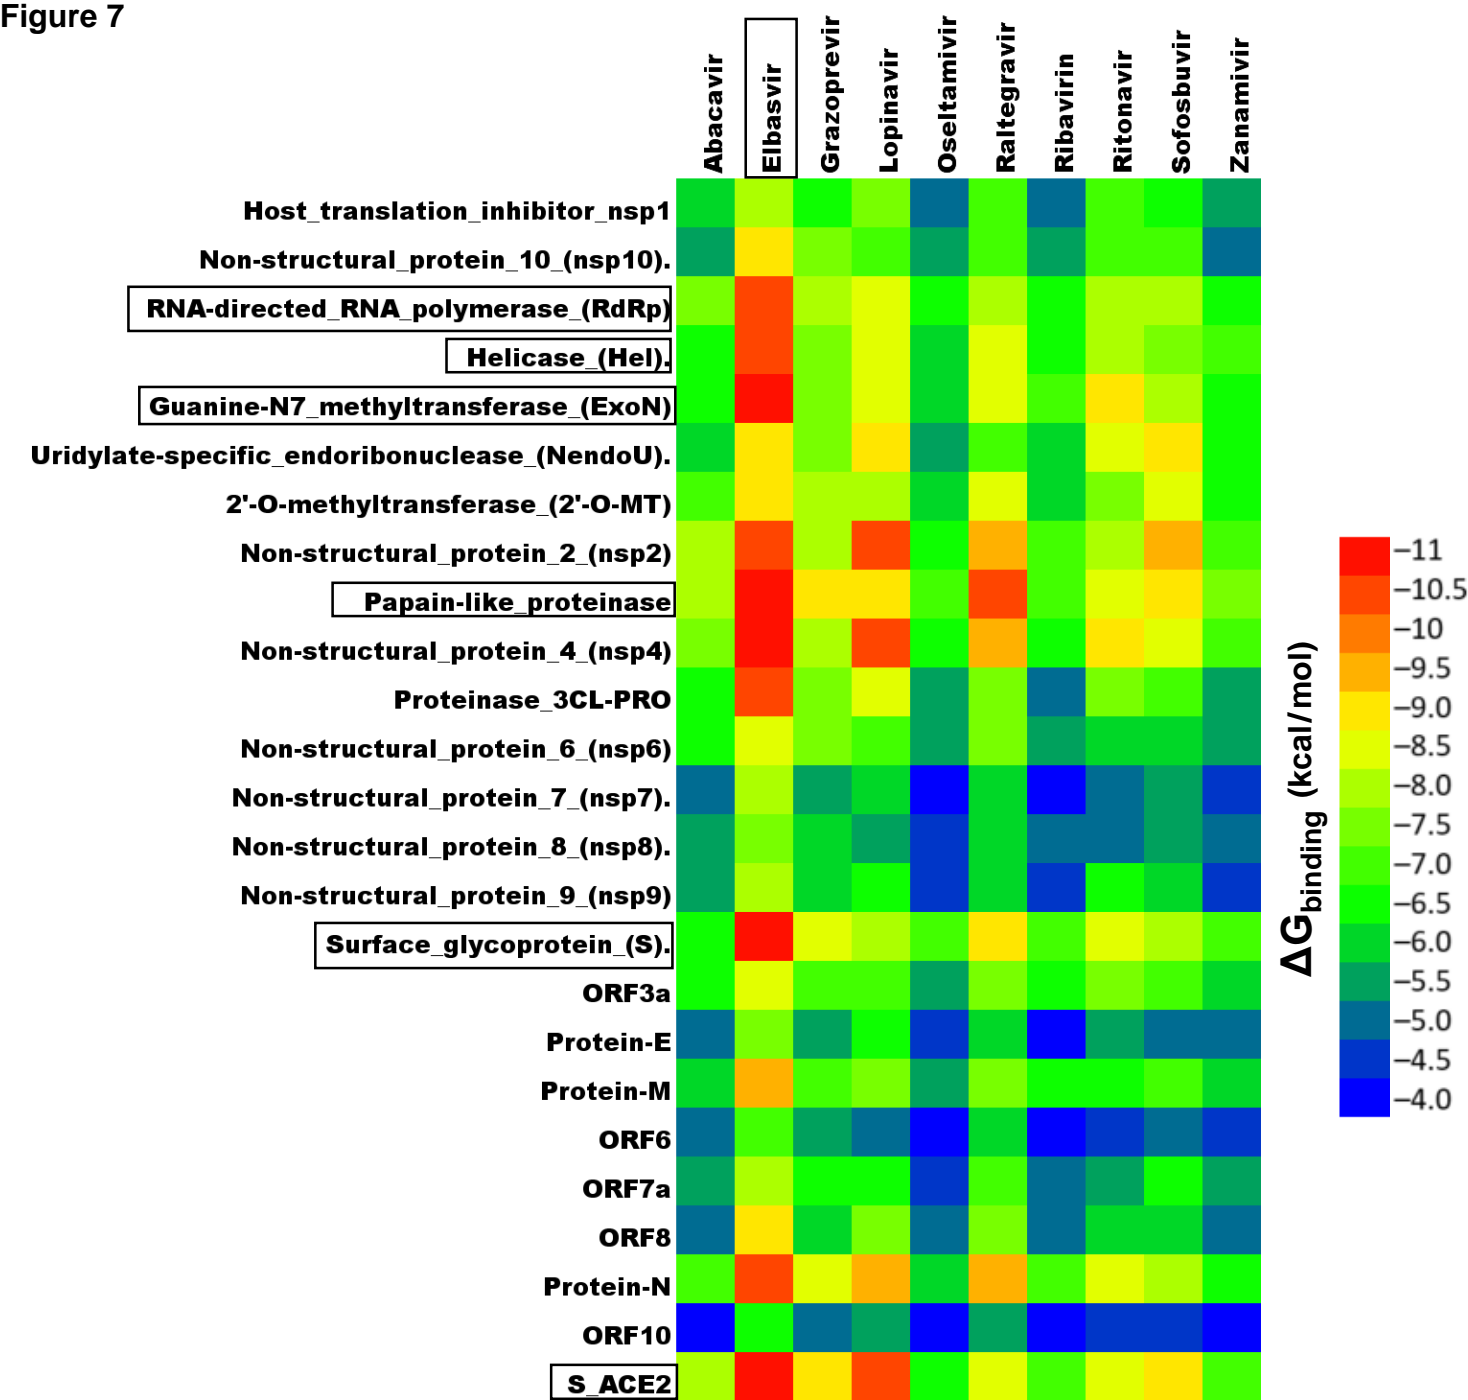 Figure 7
Abacavir
Elbasvir
Grazoprevir
Lopinavir
Oseltamivir
Raltegravir
Ribavirin
Ritonavir
Sofosbuvir
Zanamivir
Host_translation_inhibitor_nsp1
Non-structural_protein_10_(nsp10).
RNA-directed_RNA_polymerase_(RdRp)
Helicase_(Hel).
Guanine-N7_methyltransferase_(ExoN)
Uridylate-specific_endoribonuclease_(NendoU).
2'-O-methyltransferase_(2'-O-MT)
Non-structural_protein_2_(nsp2)
Papain-like_proteinase
Non-structural_protein_4_(nsp4)
Proteinase_3CL-PRO
Non-structural_protein_6_(nsp6)
Non-structural_protein_7_(nsp7).
Non-structural_protein_8_(nsp8).
Non-structural_protein_9_(nsp9)
Surface_glycoprotein_(S).
ORF3a
Protein-E
Protein-M
ORF6
ORF7a
ORF8
Protein-N
ORF10
S_ACE2
ΔGbinding (kcal/mol)
−11
−10.5
−10
−9.5
−9.0
−8.5
−8.0
−7.5
−7.0
−6.5
−6.0
−5.5
−5.0
−4.5
−4.0